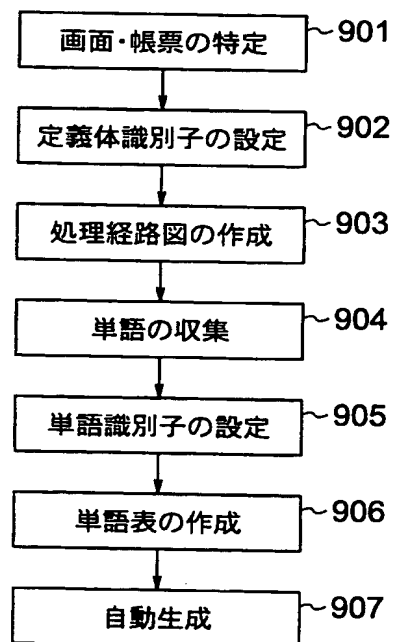 画面・帳票の特定 901
定義体識別子の設定 902
処理経路図の作成 903
単語の収集 904
単語識別子の設定 905
単語表の作成 906
自動生成 907